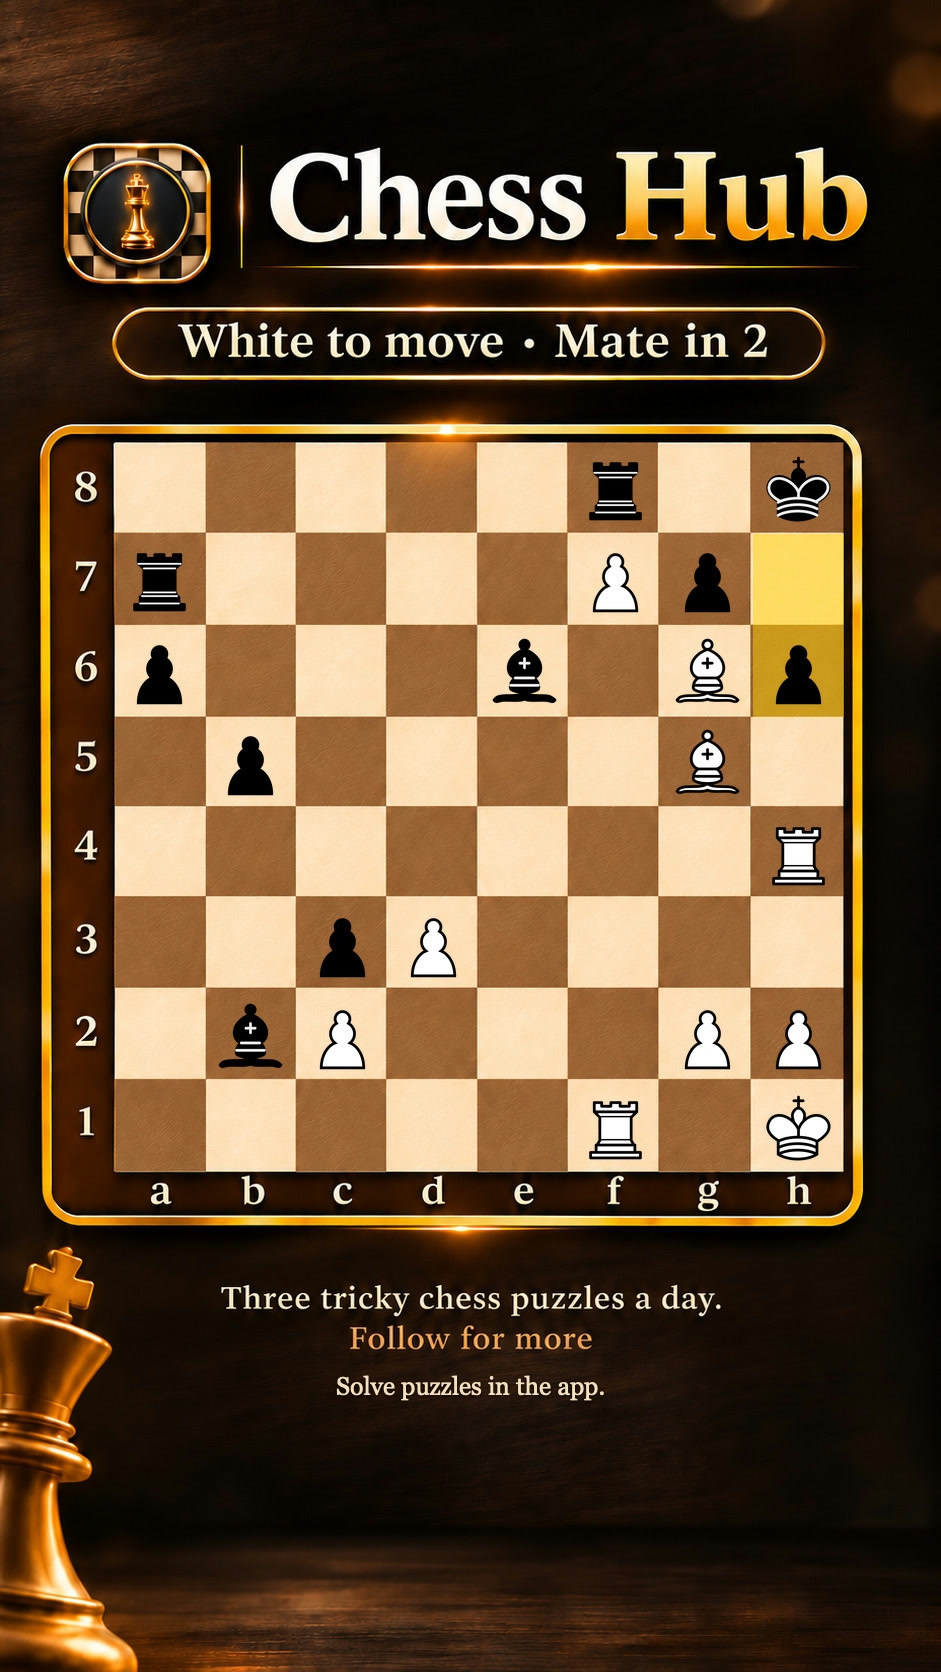 Chess Hub
White to move • Mate in 2
8
7
6
5
4
3
2
1
a b c d e f g h
Three tricky chess puzzles a day.
Follow for more
Solve puzzles in the app.